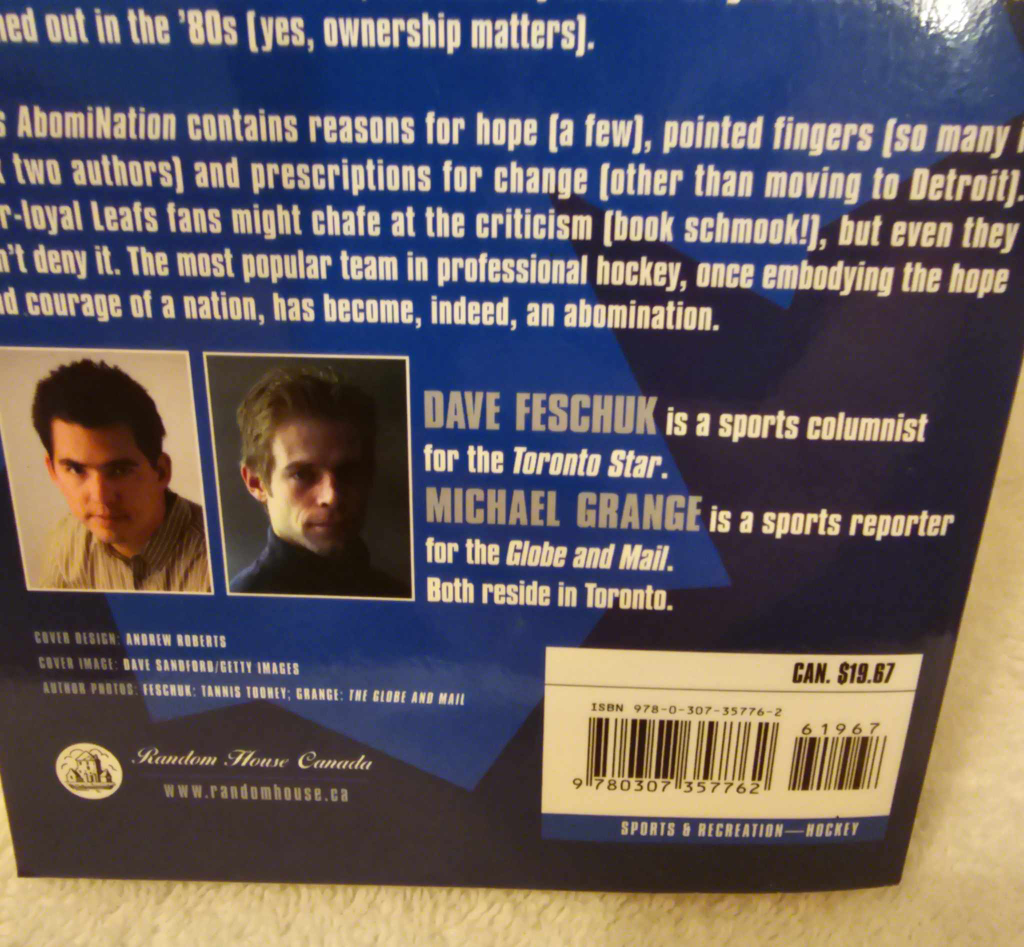 out in the '80s (yes, ownership matters).
AbomiNation contains reasons for hope (a few), pointed fingers (so many
two authors) and prescriptions for change (other than moving to Detroit).
r-loyal Leafs fans might chafe at the criticism (book schmook!), but even they
n't deny it. The most popular team in professional hockey, once embodying the hope
courage of a nation, has become, indeed, an abomination.
DAVE FESCHUK is a sports columnist
for the Toronto Star.
MICHAEL GRANGE is a sports reporter
for the Globe and Mail.
Both reside in Toronto.
COVER DESIGN: ANDREW ROBERTS
COVER IMAGE: DAVE SANDFORD/GETTY IMAGES
AUTHOR PHOTOS: FESCHUK: TANNIS TOOHEY; GRANGE: THE GLOBE AND MAIL
Random House Canada
www.randomhouse.ca
CAN. $19.67
ISBN 978-0-307-35776-2
61967
9 780307 357762
SPORTS & RECREATION—HOCKEY